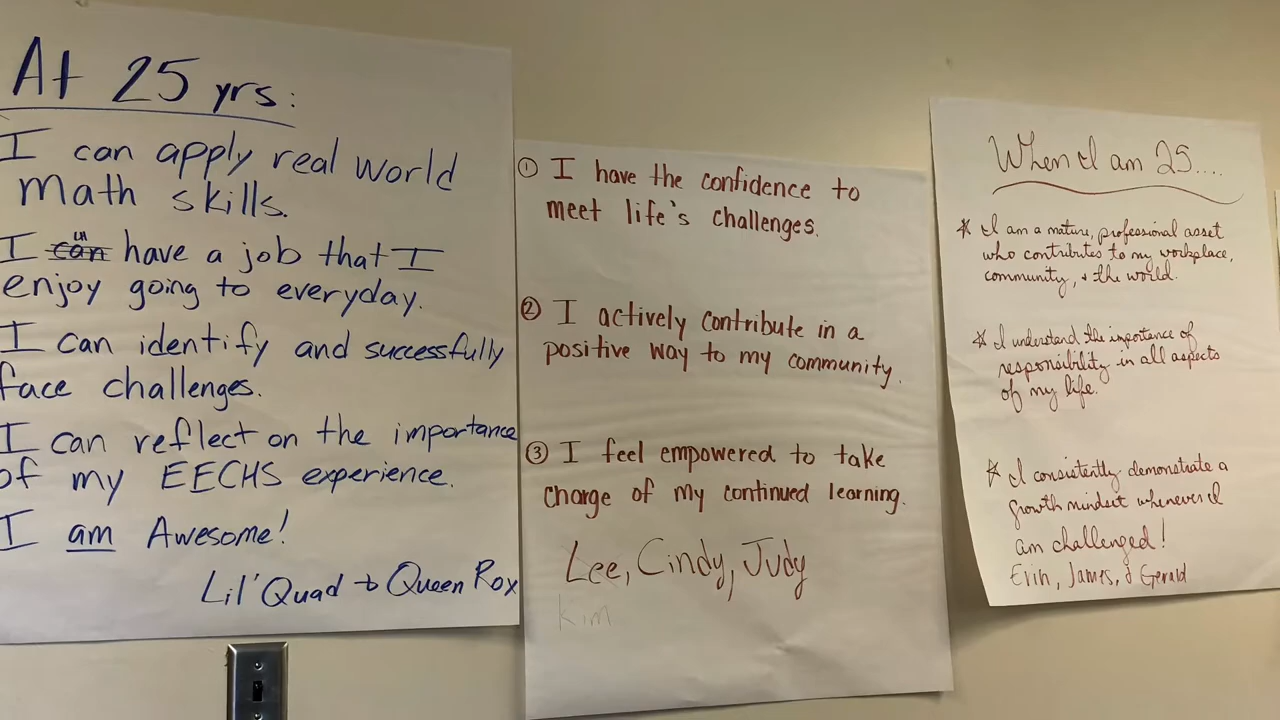 At 25 yrs:
I can apply real world
math skills.
I have a job that I
enjoy going to everyday.
I can identify and successfully
face challenges.
I can reflect on the importance
of my EECHS experience.
I am Awesome!
Lil' Quad + Queen Rox
① I have the confidence to
meet life's challenges.
② I actively contribute in a
positive way to my community.
③ I feel empowered to take
charge of my continued learning.
Lee, Cindy, Judy
Kim
When I am 25....
* I am a mature, professional asset
who contributes to my workplace,
community, + the world.
* I understand the importance of
responsibility in all aspects
of my life.
* I consistently demonstrate a
growth mindset whenever I
am challenged!
Erin, James, & Gerald